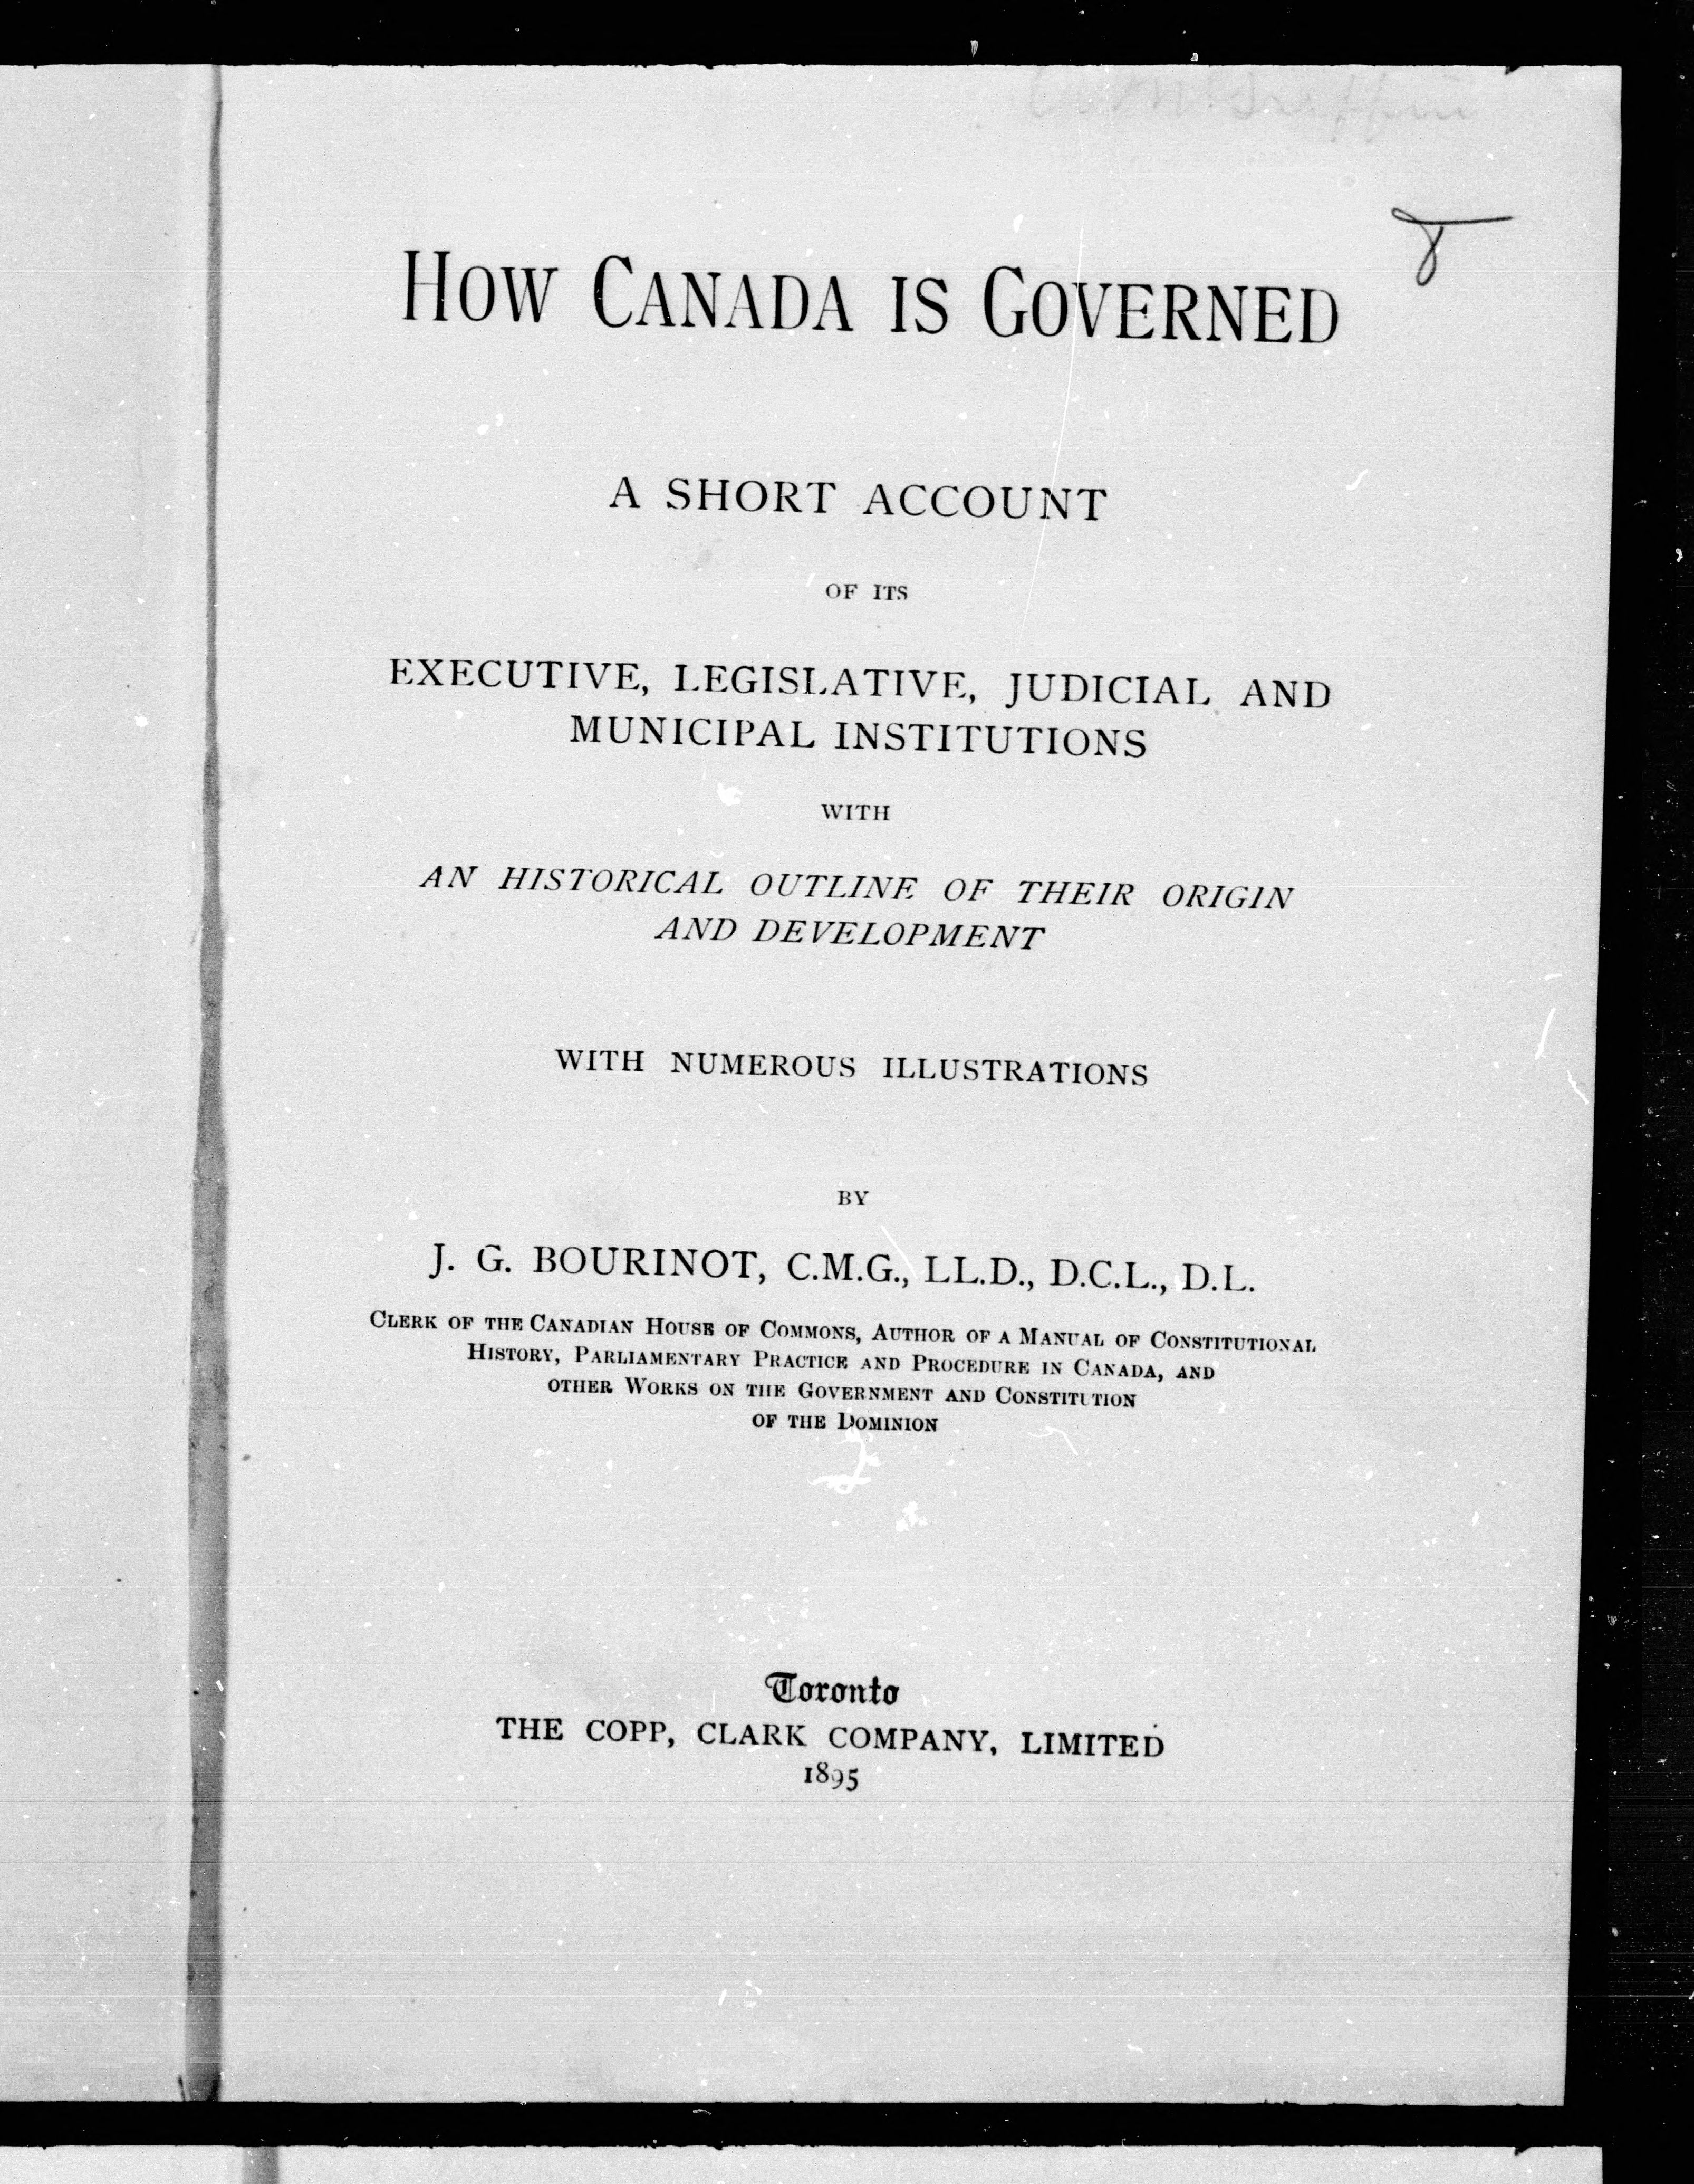 HOW CANADA IS GOVERNED
A SHORT ACCOUNT
OF ITS
EXECUTIVE, LEGISLATIVE, JUDICIAL AND
MUNICIPAL INSTITUTIONS
WITH
AN HISTORICAL OUTLINE OF THEIR ORIGIN
AND DEVELOPMENT
WITH NUMEROUS ILLUSTRATIONS
BY
J. G. BOURINOT, C.M.G., LL.D., D.C.L., D.L.
CLERK OF THE CANADIAN HOUSE OF COMMONS, AUTHOR OF A MANUAL OF CONSTITUTIONAL
HISTORY, PARLIAMENTARY PRACTICE AND PROCEDURE IN CANADA, AND
OTHER WORKS ON THE GOVERNMENT AND CONSTITUTION
OF THE DOMINION
Toronto
THE COPP, CLARK COMPANY, LIMITED
1895